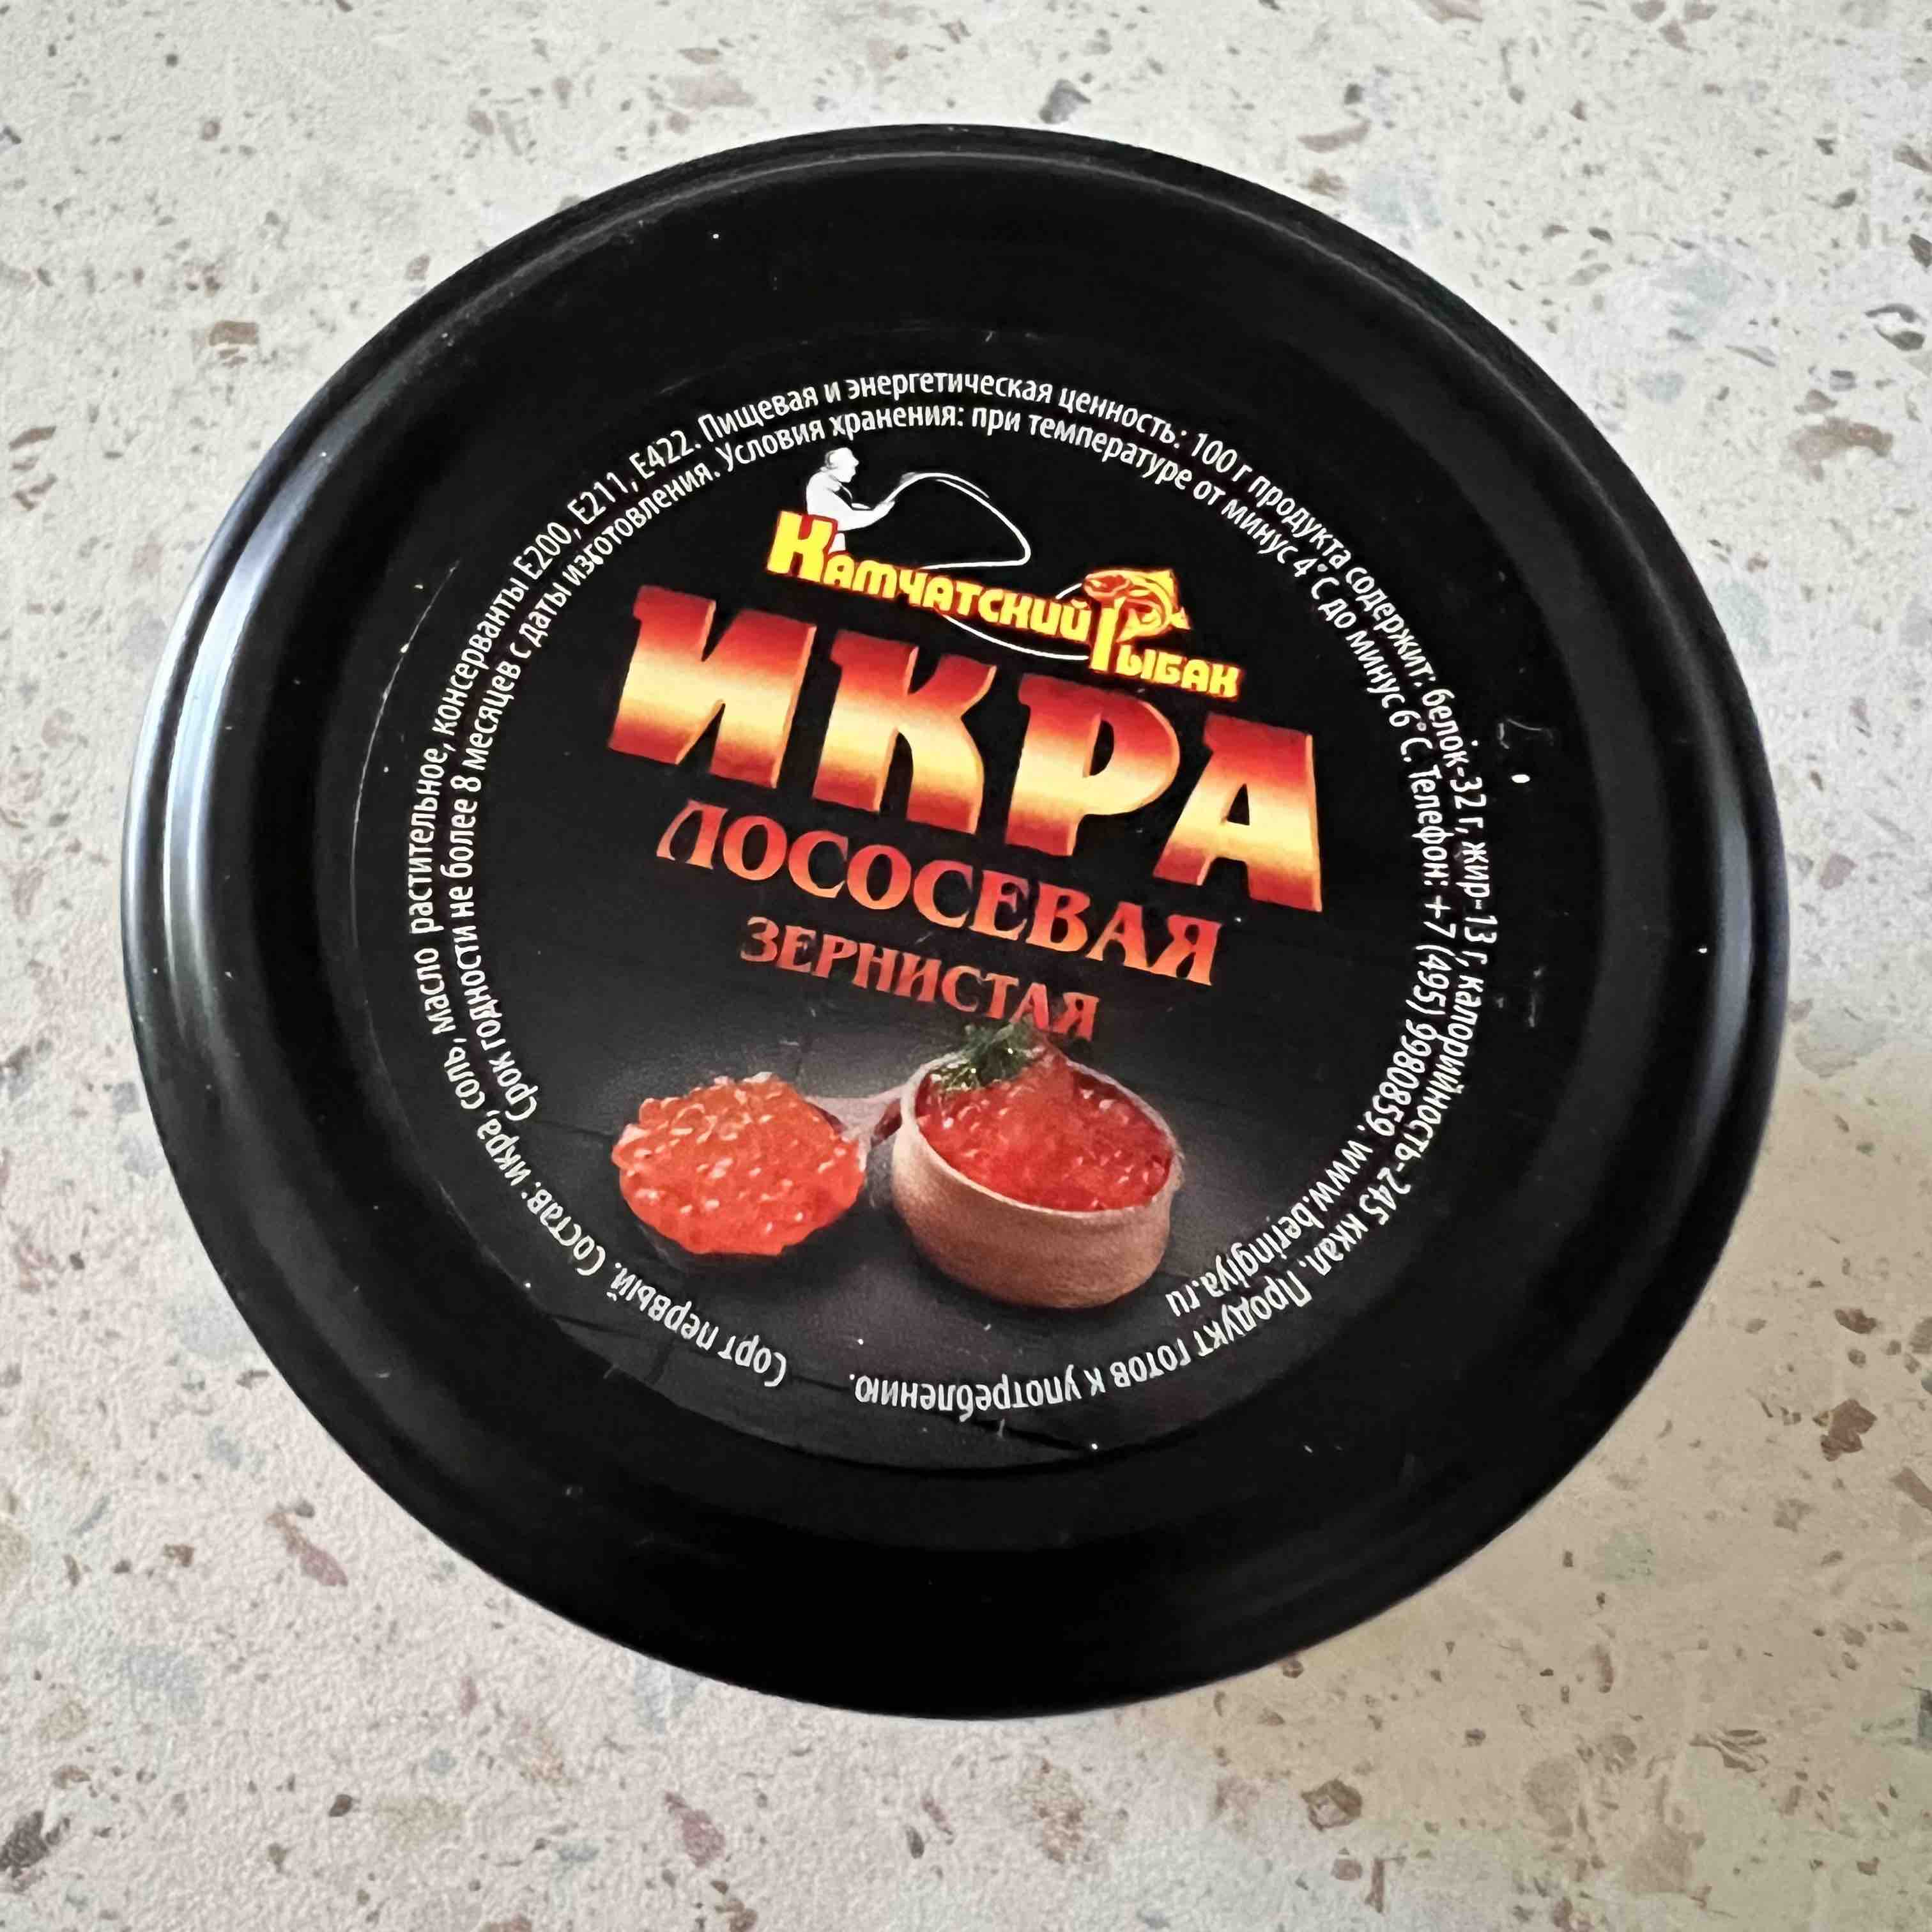 Сорт первый. Состав: икра, соль, масло растительное, консерванты Е200, Е211, Е422. Пищевая и энергетическая ценность: 100 г продукта содержит: белок-32 г, жир-13 г, калорийность-245 ккал. Продукт готов к употреблению.
Срок годности не более 8 месяцев с даты изготовления. Условия хранения: при температуре от минус 4°С до минус 6°С. Телефон: +7 (495) 9980859, www.beringiya.ru
Камчатский Рыбак
ИКРА
ЛОСОСЕВАЯ
ЗЕРНИСТАЯ